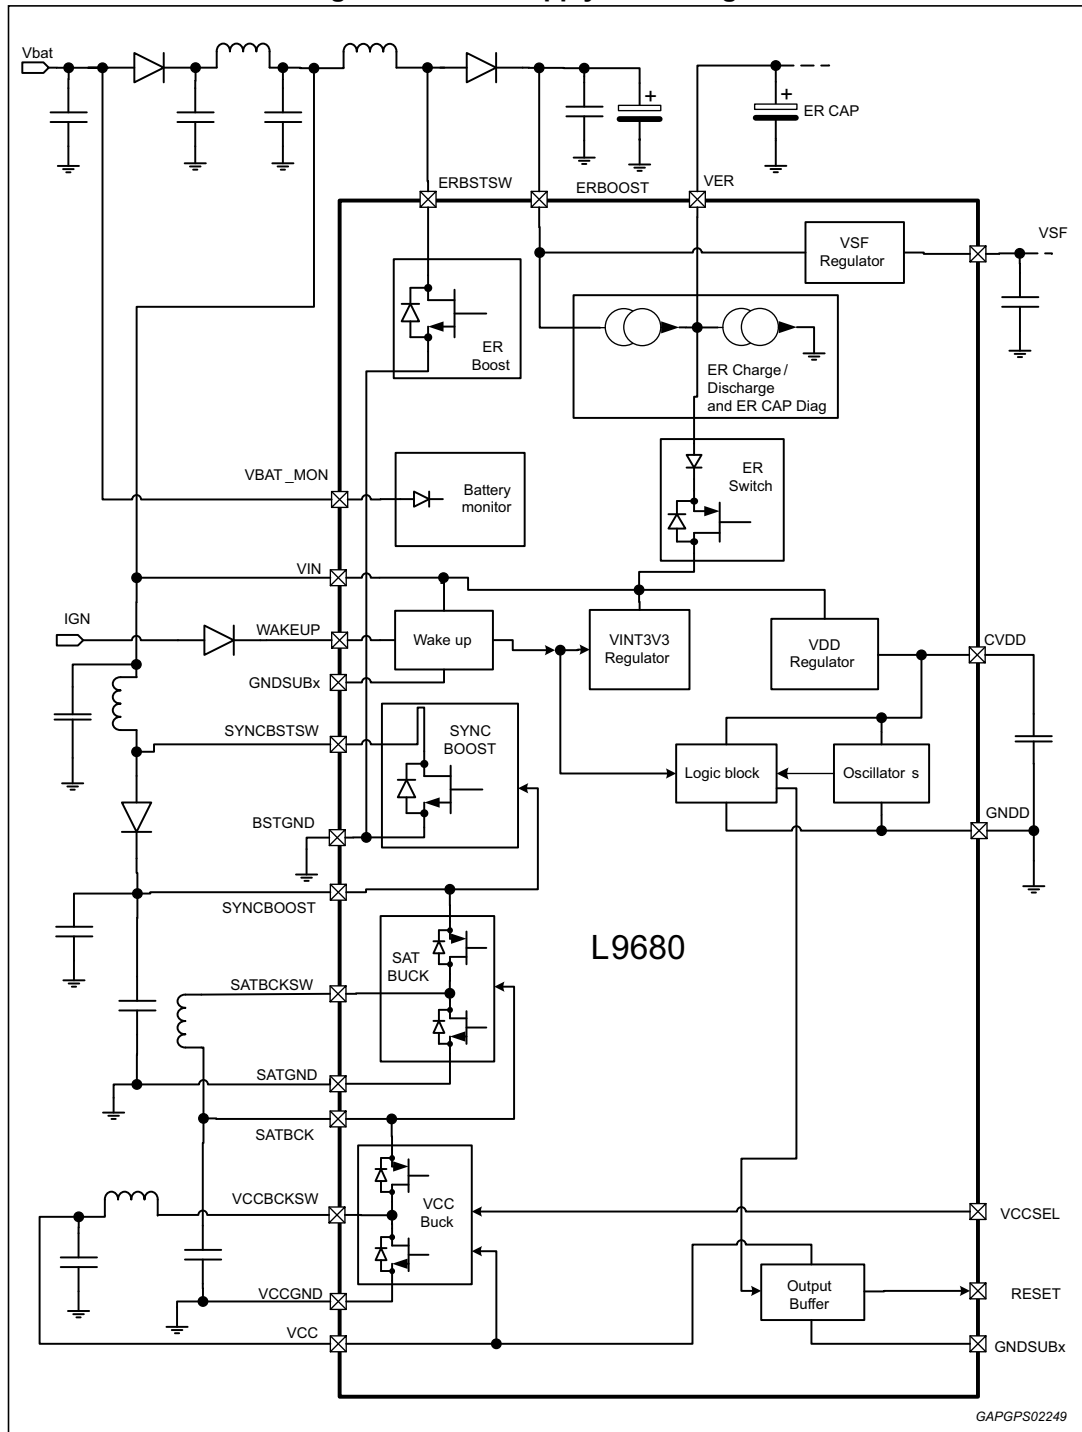 Vbat
+
+
ER CAP
ERBSTSW
ERBOOST
VER
VSF
Regulator
VSF
ER
Boost
ER Charge/
Discharge
and ER CAP Diag
VBAT_MON
Battery
monitor
ER
Switch
VIN
IGN
WAKEUP
Wake up
VINT3V3
Regulator
VDD
Regulator
CVDD
GNDSUBx
SYNCBSTSW
SYNC
BOOST
Logic block
Oscillator s
BSTGND
GNDD
SYNCBOOST
L9680
SAT
BUCK
SATBCKSW
SATGND
SATBCK
VCCBCKSW
VCC
Buck
VCCSEL
VCCGND
Output
Buffer
RESET
VCC
GNDSUBx
GAPGPS02249